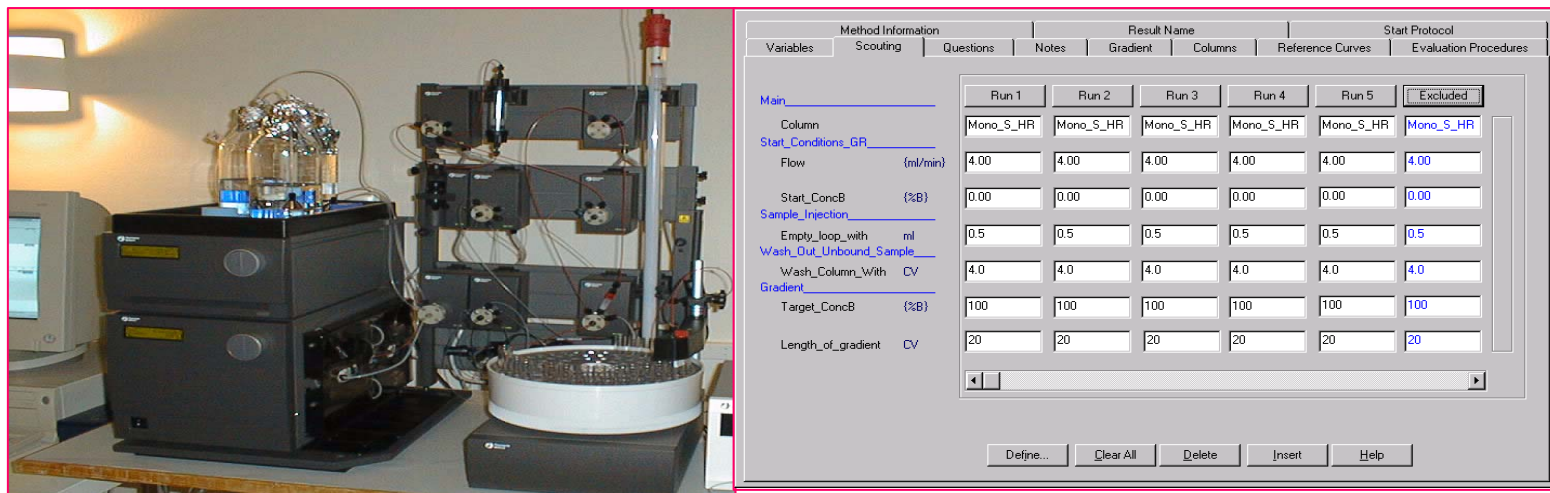 Method Information Result Name Start Protocol
Variables Scouting Questions Notes Gradient Columns Reference Curves Evaluation Procedures
Run 1 Run 2 Run 3 Run 4 Run 5 Excluded
Main
Column Mono_S_HR Mono_S_HR Mono_S_HR Mono_S_HR Mono_S_HR Mono_S_HR
Start_Conditions_GR
Flow {ml/min} 4.00 4.00 4.00 4.00 4.00 4.00
Start_ConcB {%B} 0.00 0.00 0.00 0.00 0.00 0.00
Sample_Injection
Empty_loop_with ml 0.5 0.5 0.5 0.5 0.5 0.5
Wash_Out_Unbound_Sample
Wash_Column_With CV 4.0 4.0 4.0 4.0 4.0 4.0
Gradient
Target_ConcB {%B} 100 100 100 100 100 100
Length_of_gradient CV 20 20 20 20 20 20
Define... Clear All Delete Insert Help